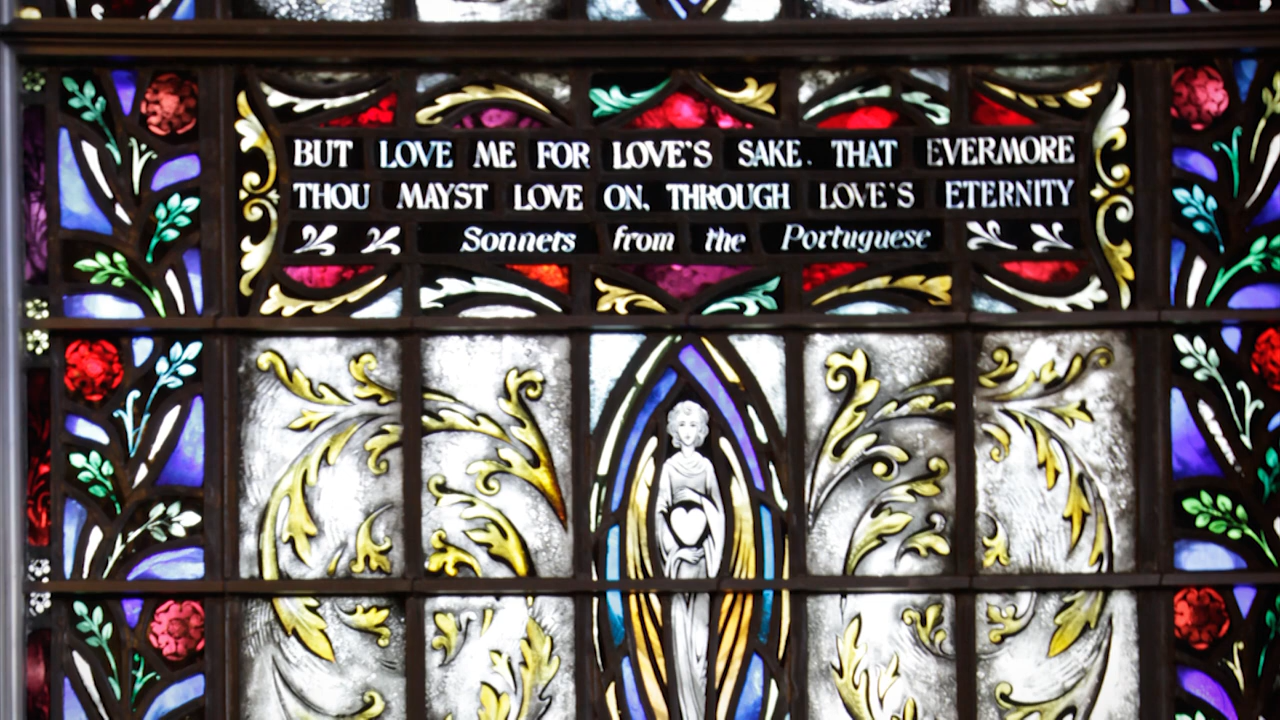 BUT LOVE ME FOR LOVE'S SAKE. THAT EVERMORE
THOU MAYST LOVE ON, THROUGH LOVE'S ETERNITY
Sonnets from the Portuguese